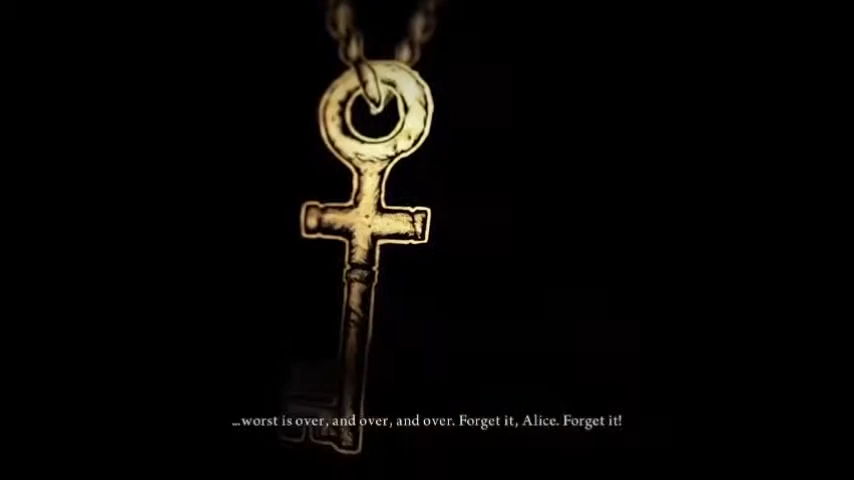 ...worst is over, and over, and over. Forget it, Alice. Forget it!